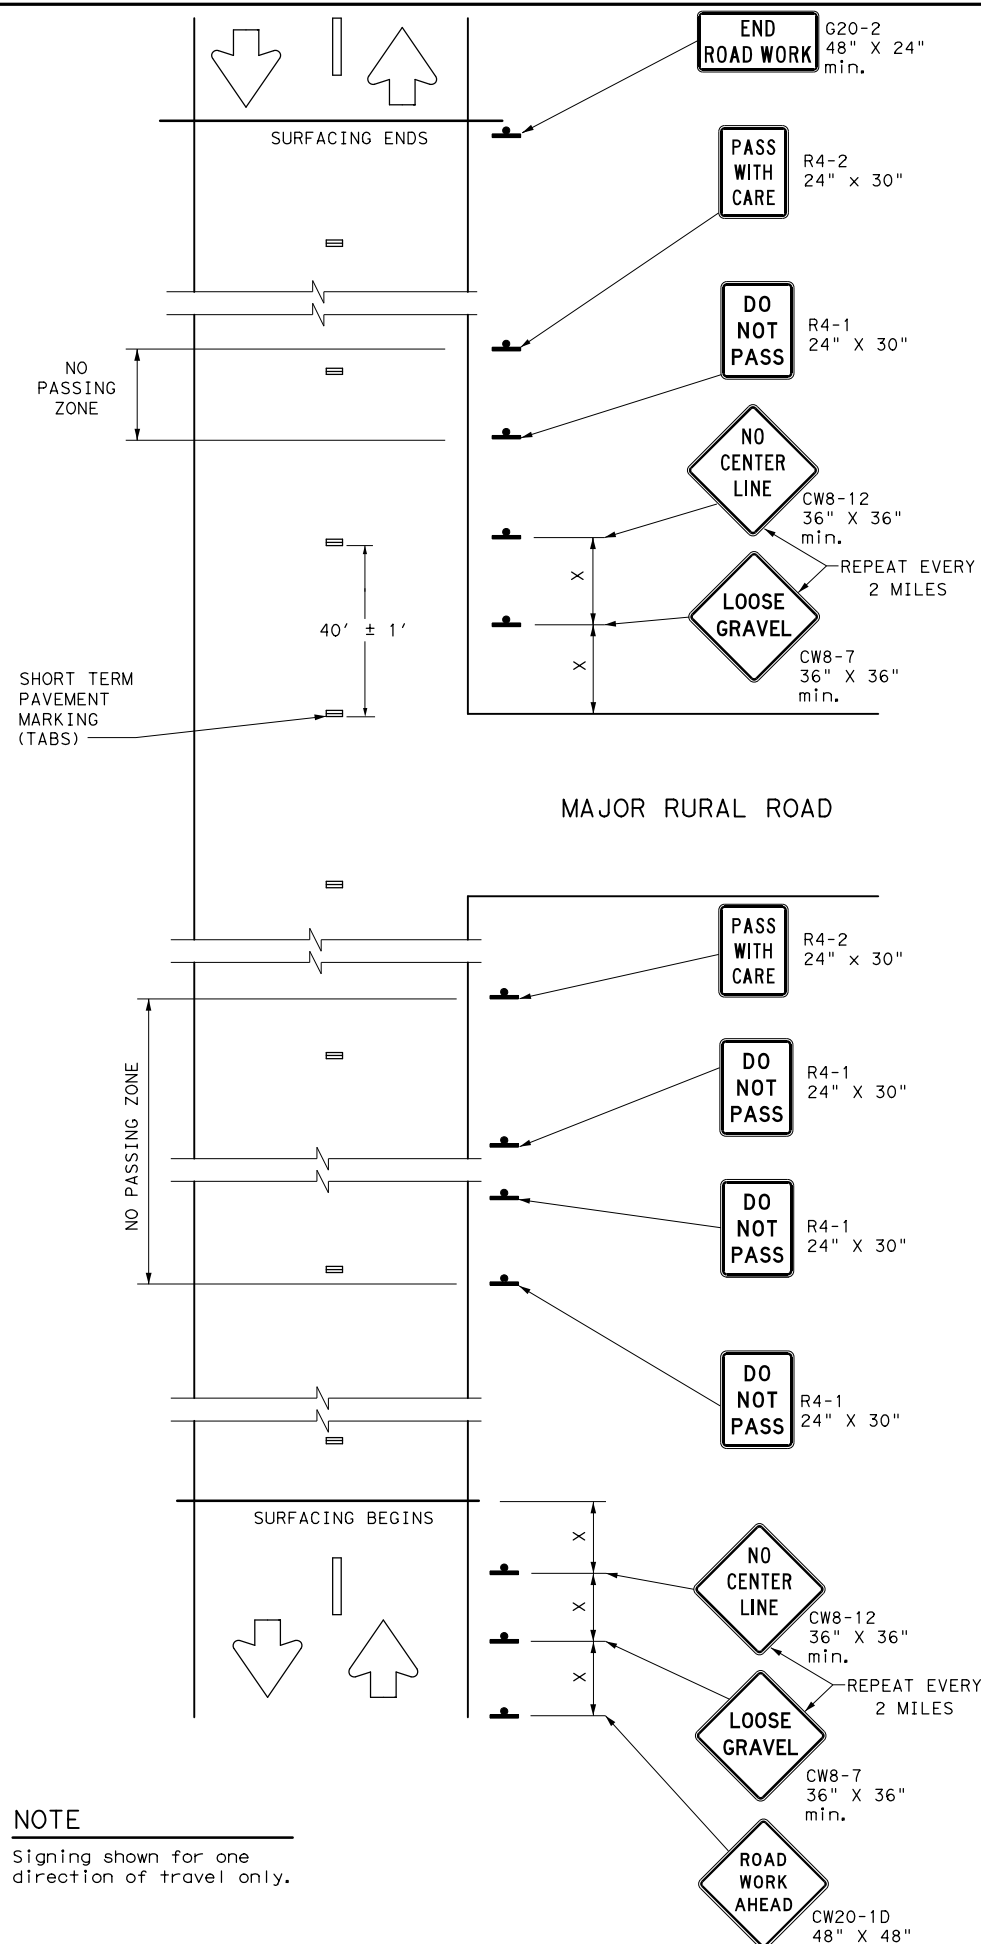 END
ROAD WORK
G20-2
48" X 24"
min.
SURFACING ENDS
PASS
WITH
CARE
R4-2
24" x 30"
DO
NOT
PASS
R4-1
24" X 30"
NO
PASSING
ZONE
NO
CENTER
LINE
CW8-12
36" X 36"
min.
REPEAT EVERY
2 MILES
X
LOOSE
GRAVEL
CW8-7
36" X 36"
min.
X
40' ± 1'
SHORT TERM
PAVEMENT
MARKING
(TABS)
MAJOR RURAL ROAD
PASS
WITH
CARE
R4-2
24" x 30"
NO PASSING ZONE
DO
NOT
PASS
R4-1
24" X 30"
DO
NOT
PASS
R4-1
24" X 30"
DO
NOT
PASS
R4-1
24" X 30"
SURFACING BEGINS
X
X
X
NO
CENTER
LINE
CW8-12
36" X 36"
min.
REPEAT EVERY
2 MILES
LOOSE
GRAVEL
CW8-7
36" X 36"
min.
ROAD
WORK
AHEAD
CW20-1D
48" X 48"
NOTE
Signing shown for one
direction of travel only.